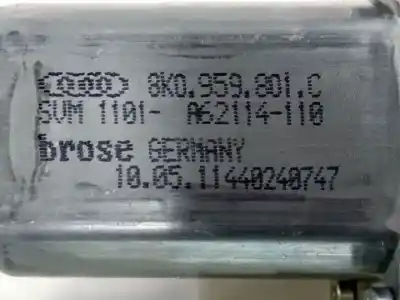 8K0.959.801.C
SVM 1101- A62114-110
brose GERMANY
10.05.11440240747